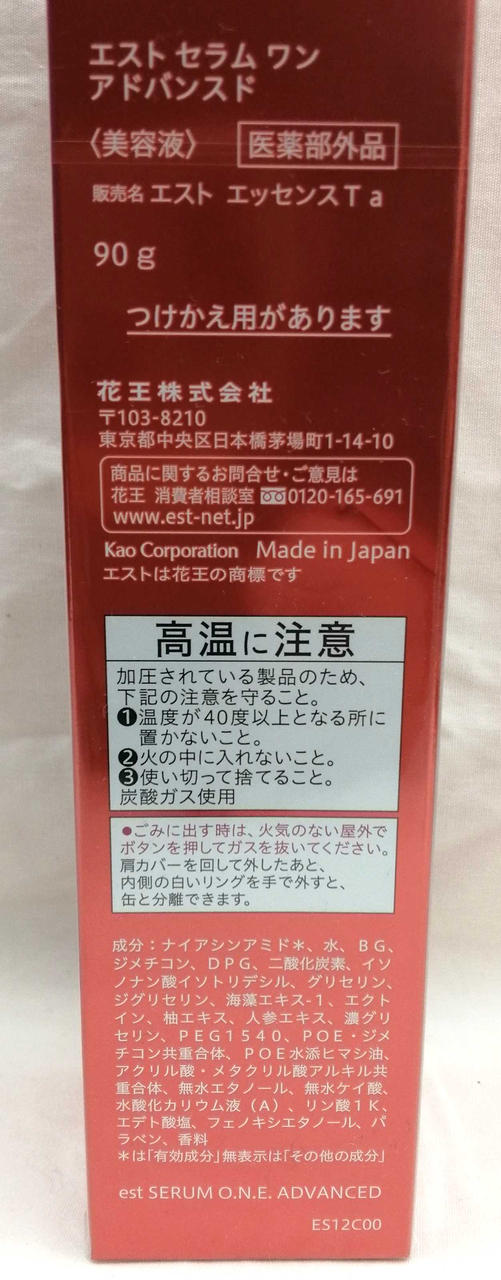 エスト セラム ワン
アドバンスド
〈美容液〉 医薬部外品
販売名 エスト エッセンスＴａ
90ｇ
つけかえ用があります
花王株式会社
〒103-8210
東京都中央区日本橋茅場町1-14-10
商品に関するお問合せ・ご意見は
花王 消費者相談室 0120-165-691
www.est-net.jp
Kao Corporation Made in Japan
エストは花王の商標です
高温に注意
加圧されている製品のため、
下記の注意を守ること。
❶温度が40度以上となる所に
置かないこと。
❷火の中に入れないこと。
❸使い切って捨てること。
炭酸ガス使用
●ごみに出す時は、火気のない屋外で
ボタンを押してガスを抜いてください。
肩カバーを回して外したあと、
内側の白いリングを手で外すと、
缶と分離できます。
成分：ナイアシンアミド＊、水、ＢＧ、
ジメチコン、ＤＰＧ、二酸化炭素、イソ
ノナン酸イソトリデシル、グリセリン、
ジグリセリン、海藻エキス-１、エクト
イン、柚エキス、人参エキス、濃グリ
セリン、ＰＥＧ１５４０、ＰＯＥ・ジメ
チコン共重合体、ＰＯＥ水添ヒマシ油、
アクリル酸・メタクリル酸アルキル共
重合体、無水エタノール、無水ケイ酸、
水酸化カリウム液（Ａ）、リン酸１Ｋ、
エデト酸塩、フェノキシエタノール、パ
ラベン、香料
＊は「有効成分」無表示は「その他の成分」
est SERUM O.N.E. ADVANCED
ES12C00